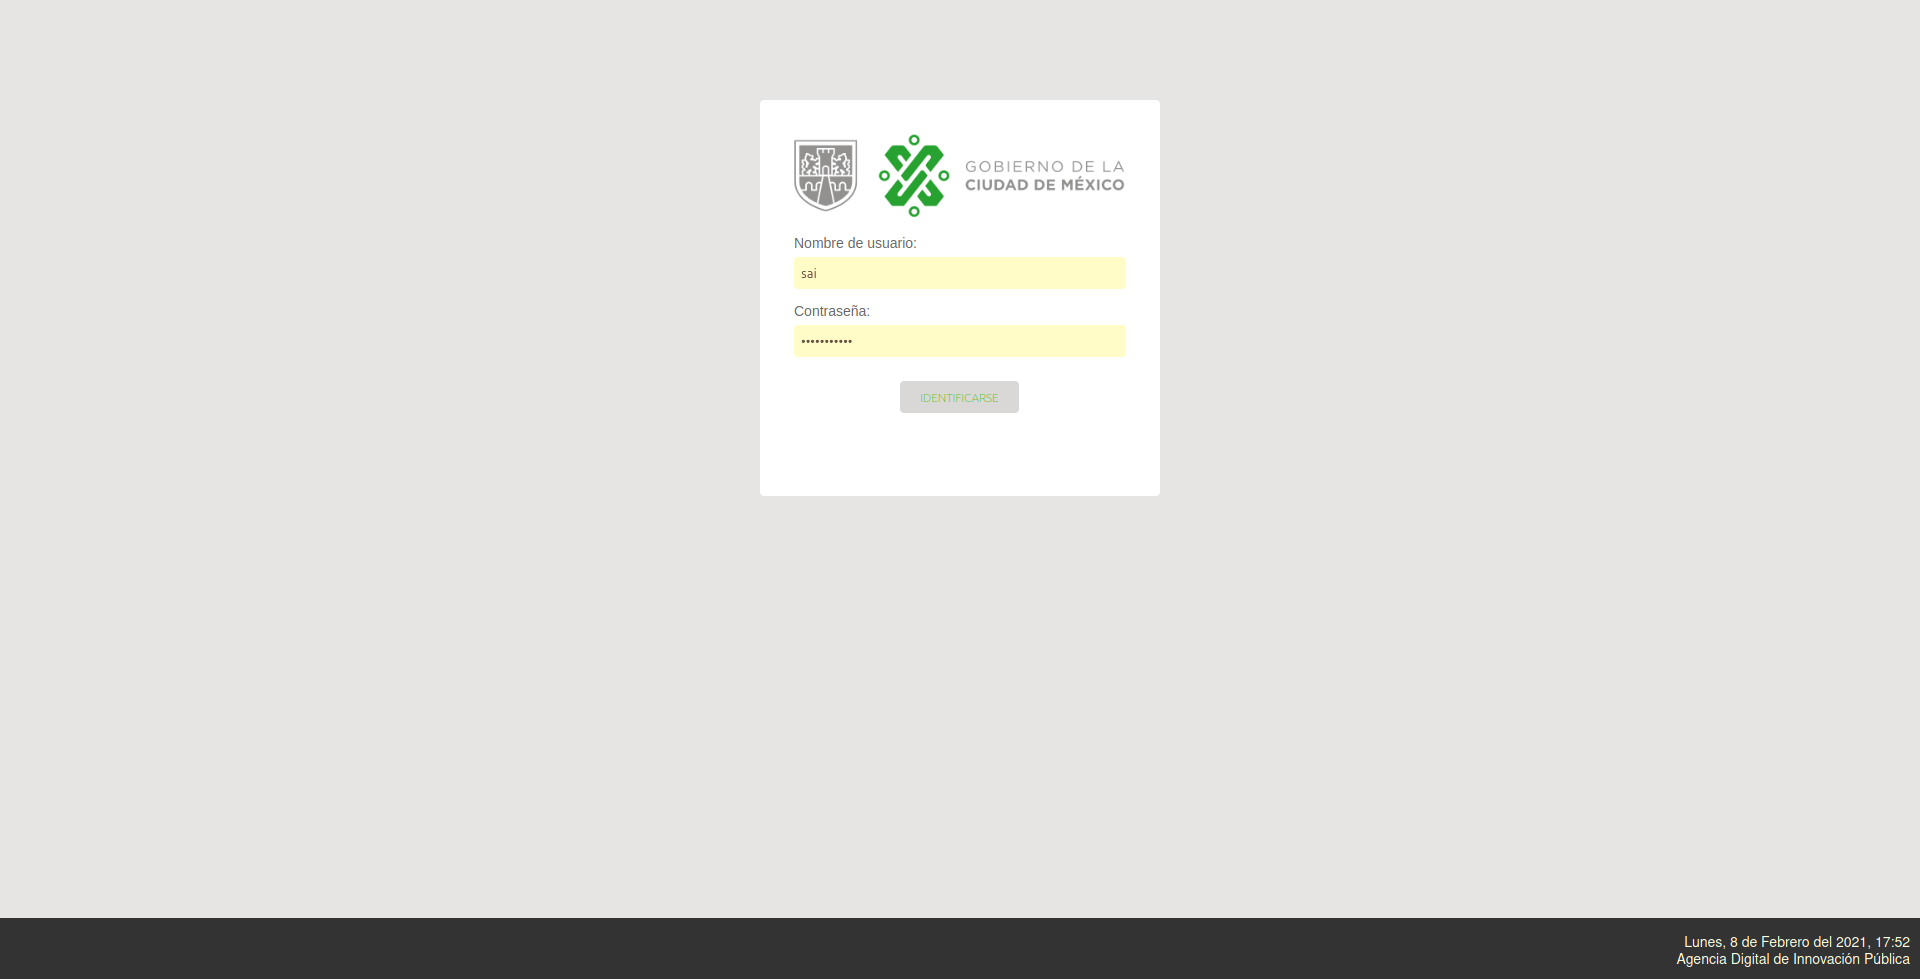 GOBIERNO DE LA
CIUDAD DE MÉXICO
Nombre de usuario:
sai
Contraseña:
•••••••••••
IDENTIFICARSE
Lunes, 8 de Febrero del 2021, 17:52
Agencia Digital de Innovación Pública